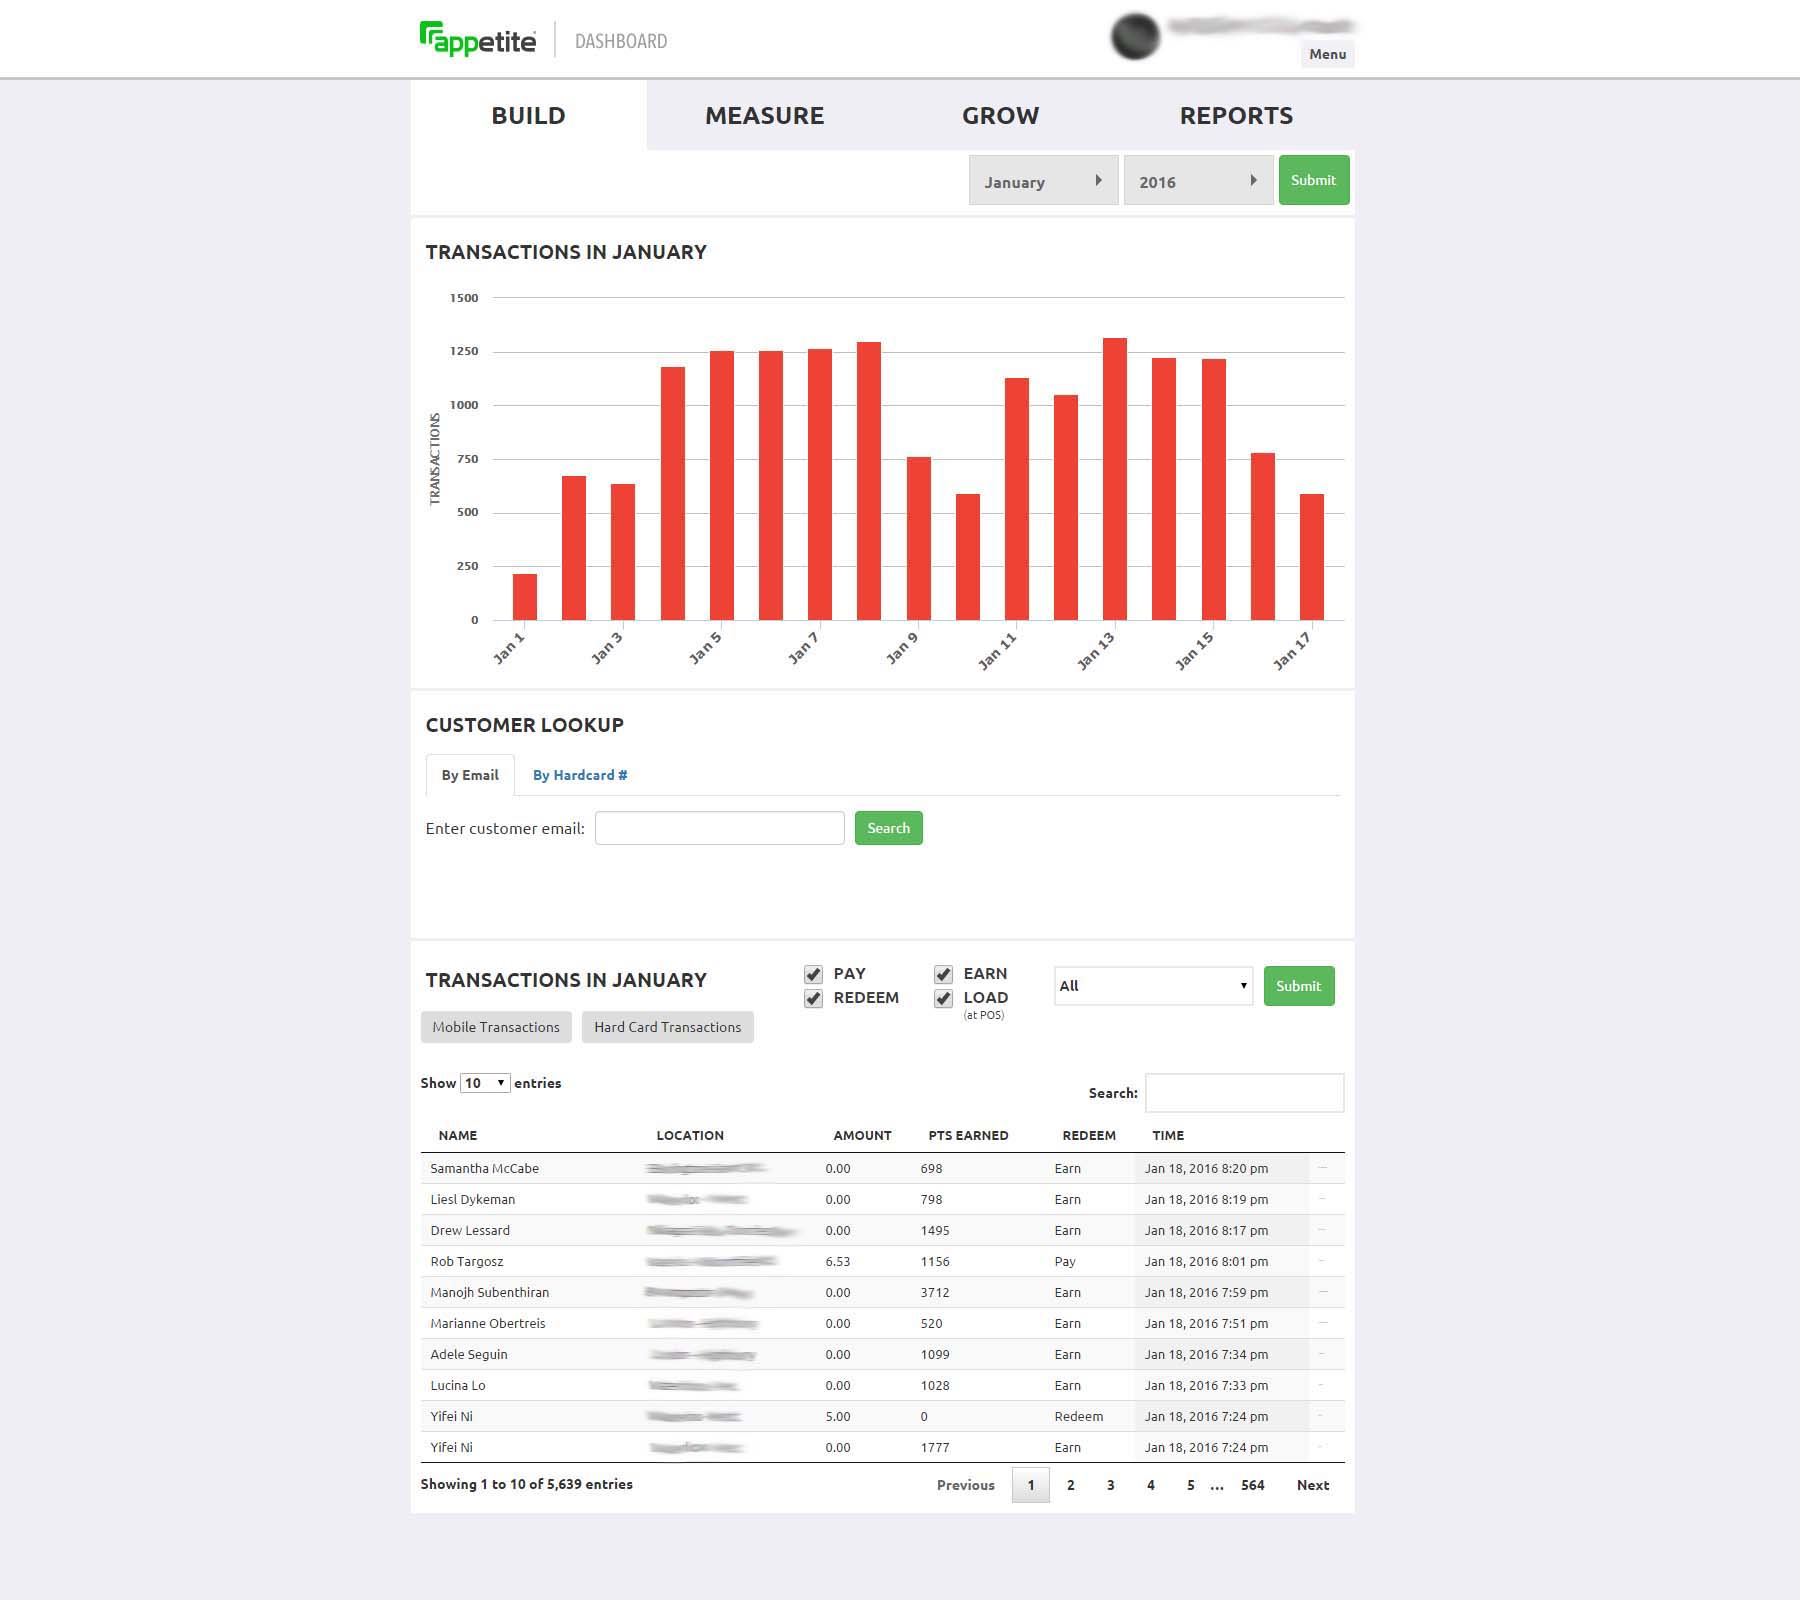 appetite DASHBOARD
Menu
BUILD MEASURE GROW REPORTS
January 2016 Submit
TRANSACTIONS IN JANUARY
1500
1250
1000
750
500
250
0
TRANSACTIONS
Jan 1 Jan 3 Jan 5 Jan 7 Jan 9 Jan 11 Jan 13 Jan 15 Jan 17
CUSTOMER LOOKUP
By Email By Hardcard #
Enter customer email: Search
TRANSACTIONS IN JANUARY
PAY EARN
REDEEM LOAD
(at POS)
All Submit
Mobile Transactions Hard Card Transactions
Show 10 entries
Search:
NAME LOCATION AMOUNT PTS EARNED REDEEM TIME
Samantha McCabe 0.00 698 Earn Jan 18, 2016 8:20 pm
Liesl Dykeman 0.00 798 Earn Jan 18, 2016 8:19 pm
Drew Lessard 0.00 1495 Earn Jan 18, 2016 8:17 pm
Rob Targosz 6.53 1156 Pay Jan 18, 2016 8:01 pm
Manojh Subenthiran 0.00 3712 Earn Jan 18, 2016 7:59 pm
Marianne Obertreis 0.00 520 Earn Jan 18, 2016 7:51 pm
Adele Seguin 0.00 1099 Earn Jan 18, 2016 7:34 pm
Lucina Lo 0.00 1028 Earn Jan 18, 2016 7:33 pm
Yifei Ni 5.00 0 Redeem Jan 18, 2016 7:24 pm
Yifei Ni 0.00 1777 Earn Jan 18, 2016 7:24 pm
Showing 1 to 10 of 5,639 entries
Previous 1 2 3 4 5 ... 564 Next